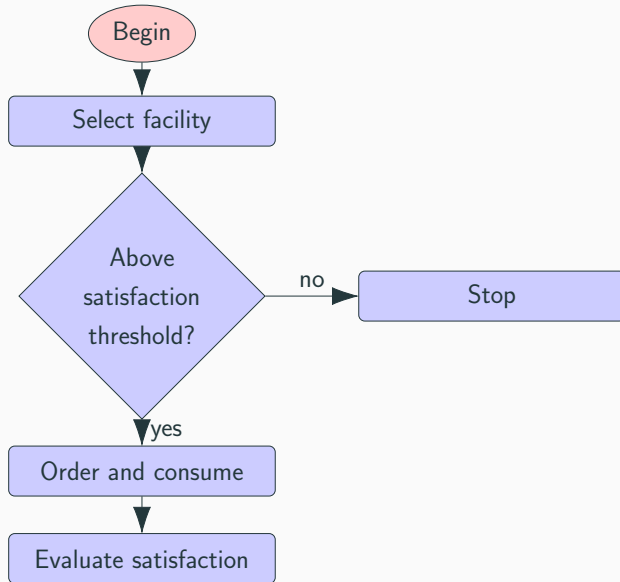 Begin
Select facility
Above
satisfaction
threshold?
no
Stop
yes
Order and consume
Evaluate satisfaction